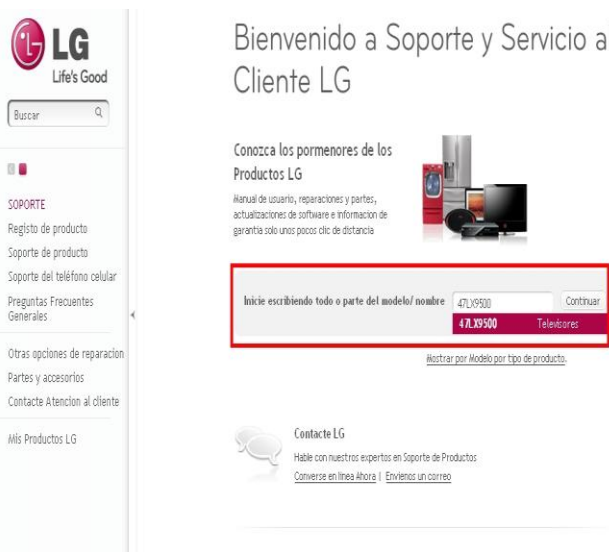 LG
Life's Good
Buscar
SOPORTE
Registo de producto
Soporte de producto
Soporte del teléfono celular
Preguntas Frecuentes
Generales
Otras opciones de reparacion
Partes y accesorios
Contacte Atencion al cliente
Mis Productos LG
Bienvenido a Soporte y Servicio a
Cliente LG
Conozca los pormenores de los
Productos LG
Manual de usuario, reparaciones y partes,
actualizaciones de software e informacion de
garantia solo unos pocos clic de distancia
Inicie escribiendo todo o parte del modelo/ nombre 47LX9500 Continuar
47LX9500 Televisores
Mostrar por Modelo por tipo de producto.
Contacte LG
Hable con nuestros expertos en Soporte de Productos
Converse en linea Ahora | Envienos un correo